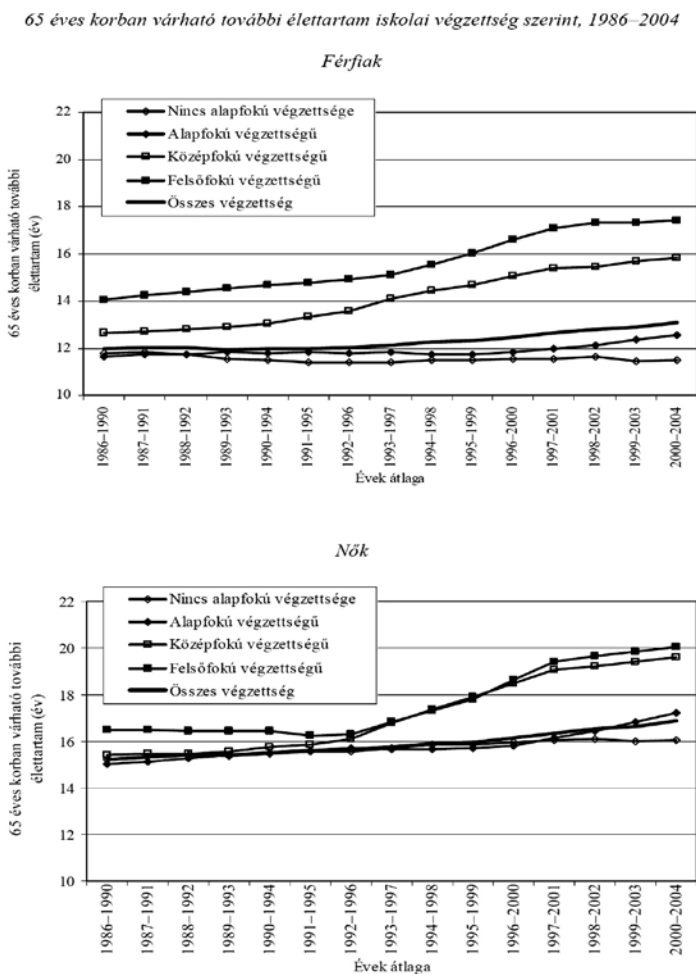 65 éves korban várható további élettartam iskolai végzettség szerint, 1986–2004
Férfiak
Nincs alapfokú végzettsége
Alapfokú végzettségű
Középfokú végzettségű
Felsőfokú végzettségű
Összes végzettség
65 éves korban várható további
élettartam (év)
22
20
18
16
14
12
10
1986–1990
1987–1991
1988–1992
1989–1993
1990–1994
1991–1995
1992–1996
1993–1997
1994–1998
1995–1999
1996–2000
1997–2001
1998–2002
1999–2003
2000–2004
Évek átlaga
Nők
Nincs alapfokú végzettsége
Alapfokú végzettségű
Középfokú végzettségű
Felsőfokú végzettségű
Összes végzettség
65 éves korban várható további
élettartam (év)
22
20
18
16
14
12
10
1986–1990
1987–1991
1988–1992
1989–1993
1990–1994
1991–1995
1992–1996
1993–1997
1994–1998
1995–1999
1996–2000
1997–2001
1998–2002
1999–2003
2000–2004
Évek átlaga